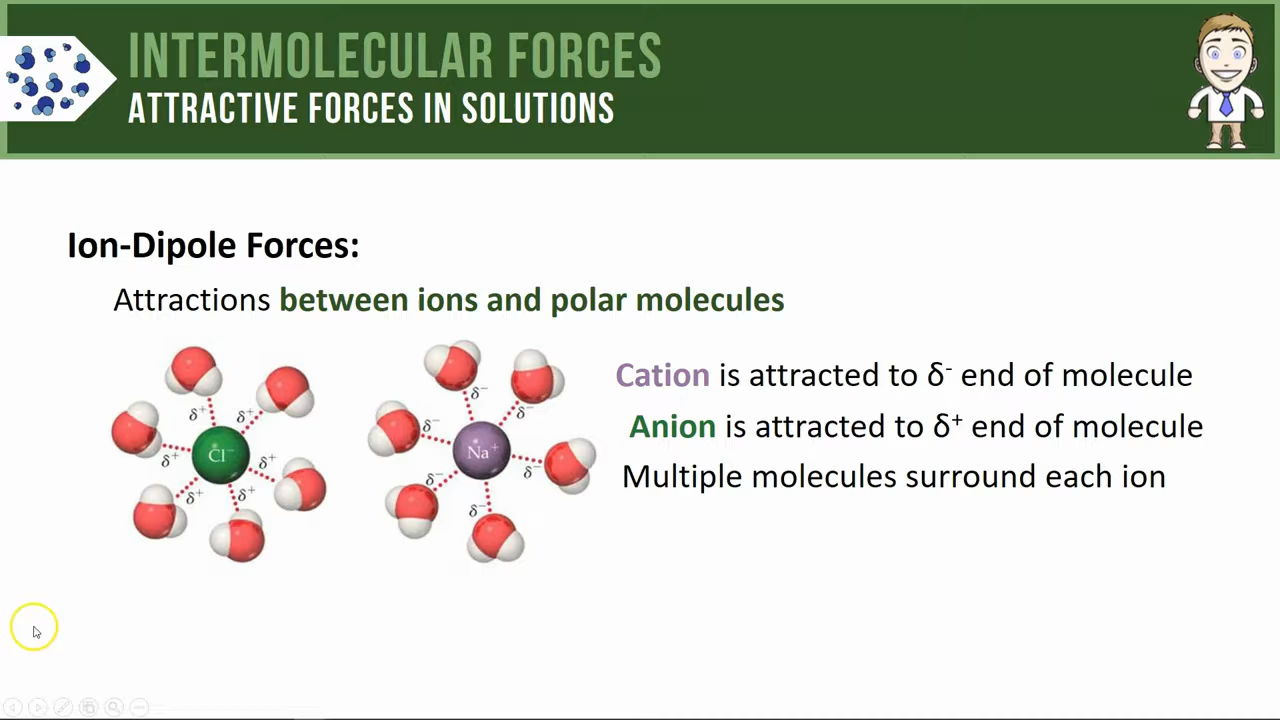 INTERMOLECULAR FORCES
ATTRACTIVE FORCES IN SOLUTIONS
Ion-Dipole Forces:
Attractions between ions and polar molecules
Cation is attracted to δ⁻ end of molecule
Anion is attracted to δ⁺ end of molecule
Multiple molecules surround each ion
δ⁺ δ⁺
δ⁺ Cl⁻ δ⁺
δ⁺ δ⁺
δ⁻ δ⁻
δ⁻ Na⁺ δ⁻
δ⁻
δ⁻